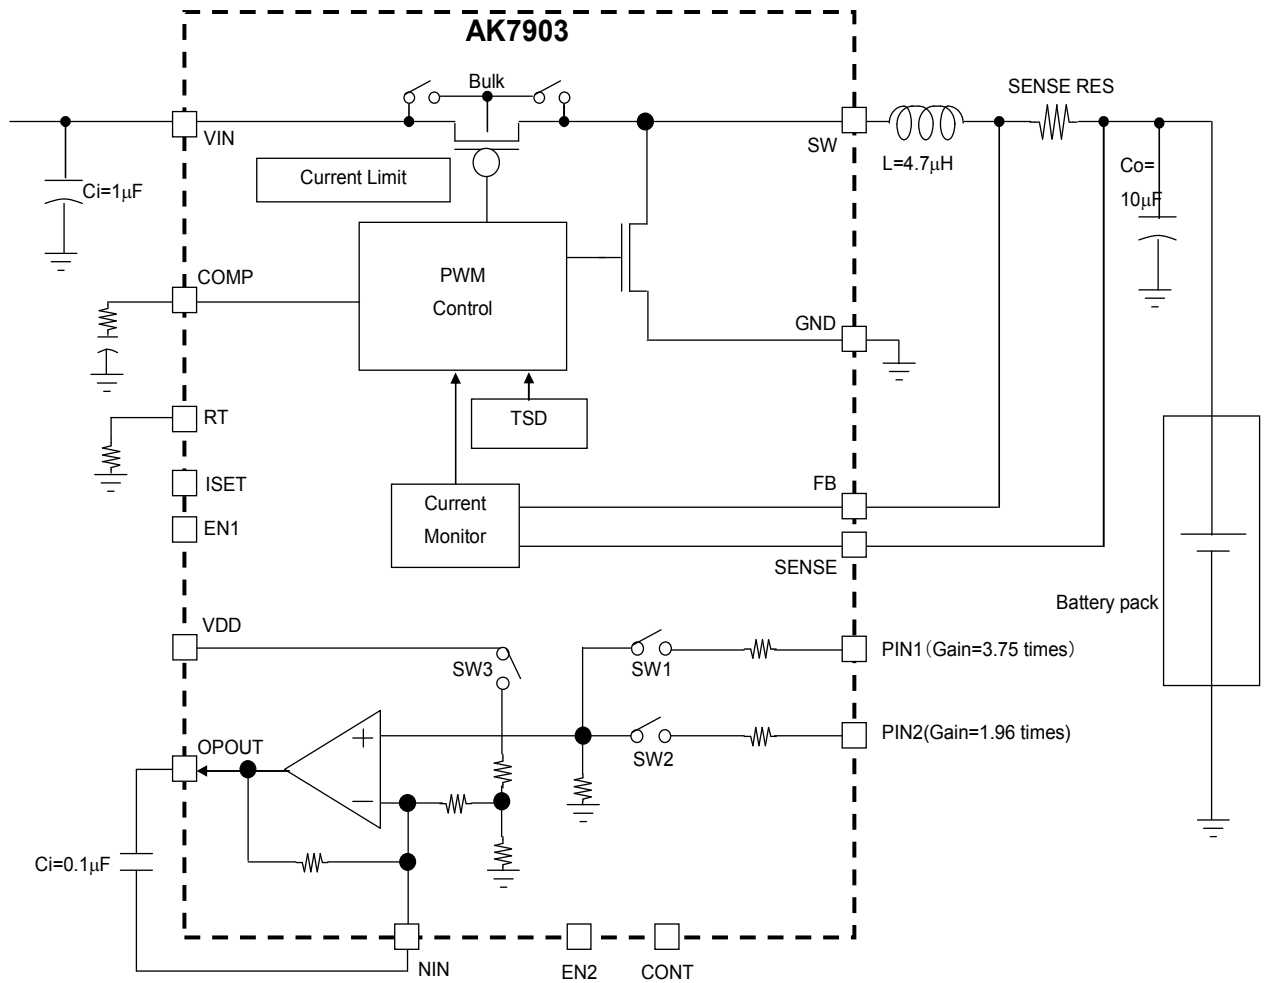 AK7903
Bulk
SENSE RES
VIN
SW
L=4.7μH
Co=
10μF
Current Limit
Ci=1μF
COMP
PWM
Control
GND
RT
TSD
ISET
FB
Current
Monitor
EN1
SENSE
Battery pack
VDD
SW3
SW1
PIN1（Gain=3.75 times）
OPOUT
SW2
PIN2(Gain=1.96 times)
Ci=0.1μF
NIN
EN2
CONT